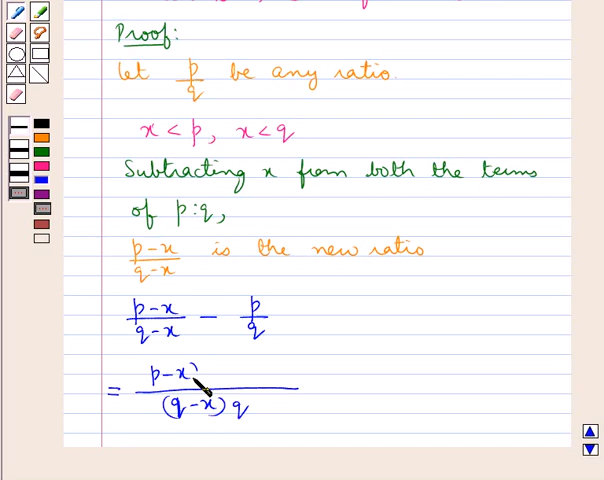 Proof:
Let p/q be any ratio.
x < p, x < q
Subtracting x from both the terms
of p:q,
p-x/q-x is the new ratio
p-x/q-x - p/q
= p-x)/(q-x)q